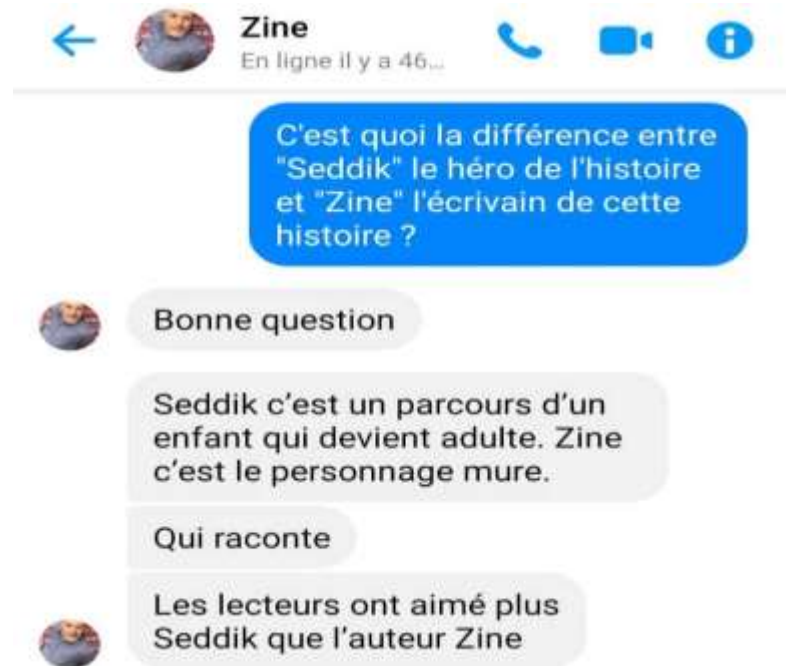 Zine
En ligne il y a 46...
C'est quoi la différence entre
"Seddik" le héro de l'histoire
et "Zine" l'écrivain de cette
histoire ?
Bonne question
Seddik c'est un parcours d'un
enfant qui devient adulte. Zine
c'est le personnage mure.
Qui raconte
Les lecteurs ont aimé plus
Seddik que l'auteur Zine